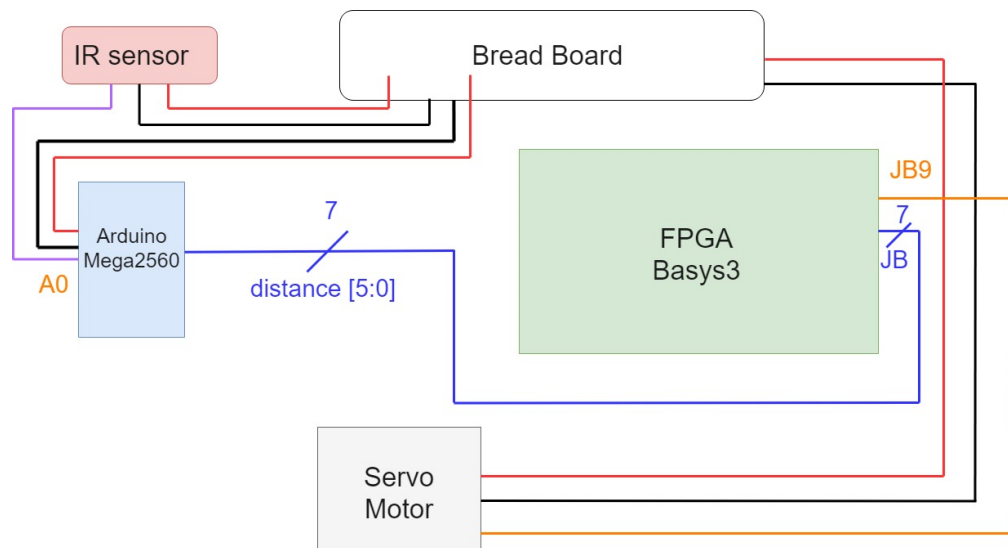 IR sensor
Bread Board
JB9
7
7
Arduino
Mega2560
FPGA
Basys3
JB
A0
distance [5:0]
Servo
Motor